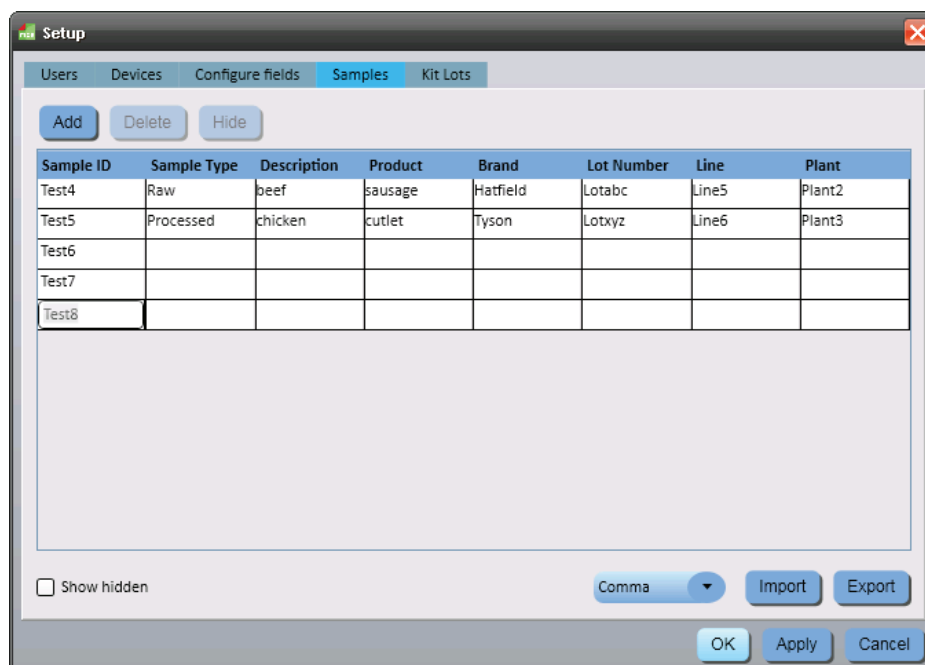 Setup
Users Devices Configure fields Samples Kit Lots
Add Delete Hide
Sample ID Sample Type Description Product Brand Lot Number Line Plant
Test4 Raw beef sausage Hatfield Lotabc Line5 Plant2
Test5 Processed chicken cutlet Tyson Lotxyz Line6 Plant3
Test6
Test7
Test8
Show hidden Comma Import Export
OK Apply Cancel